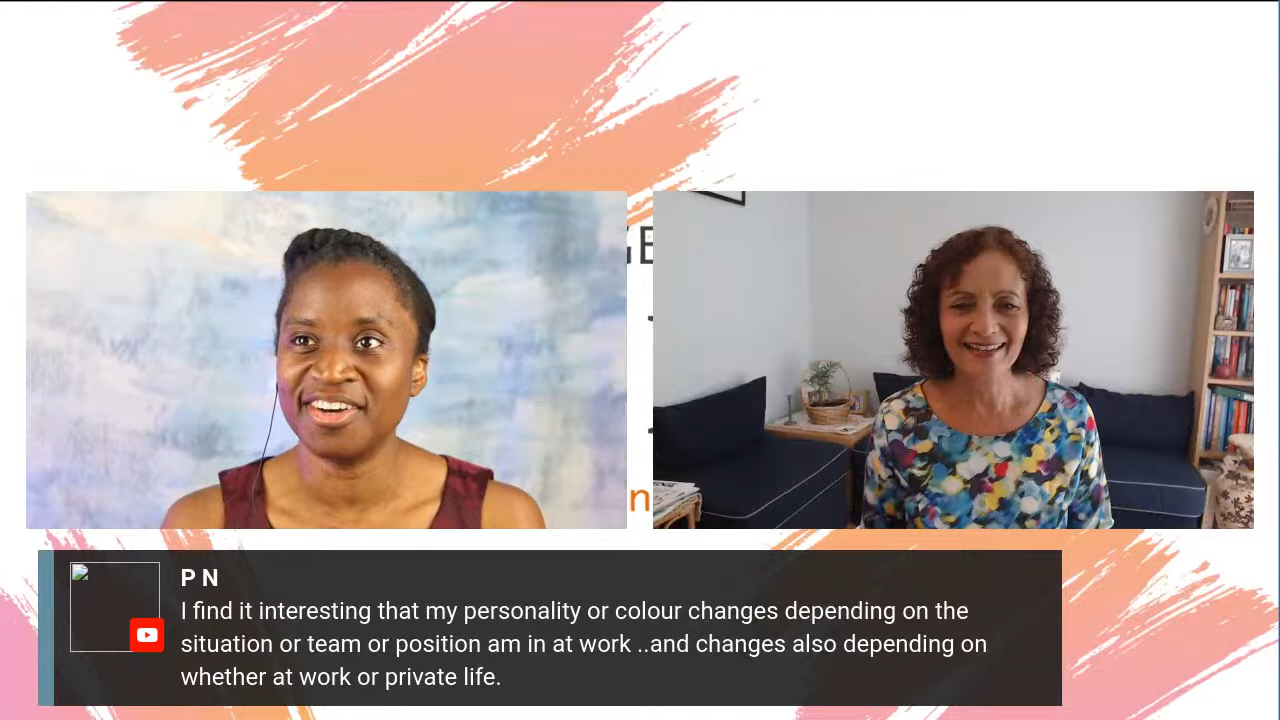 GE
n
P N
I find it interesting that my personality or colour changes depending on the
situation or team or position am in at work ..and changes also depending on
whether at work or private life.